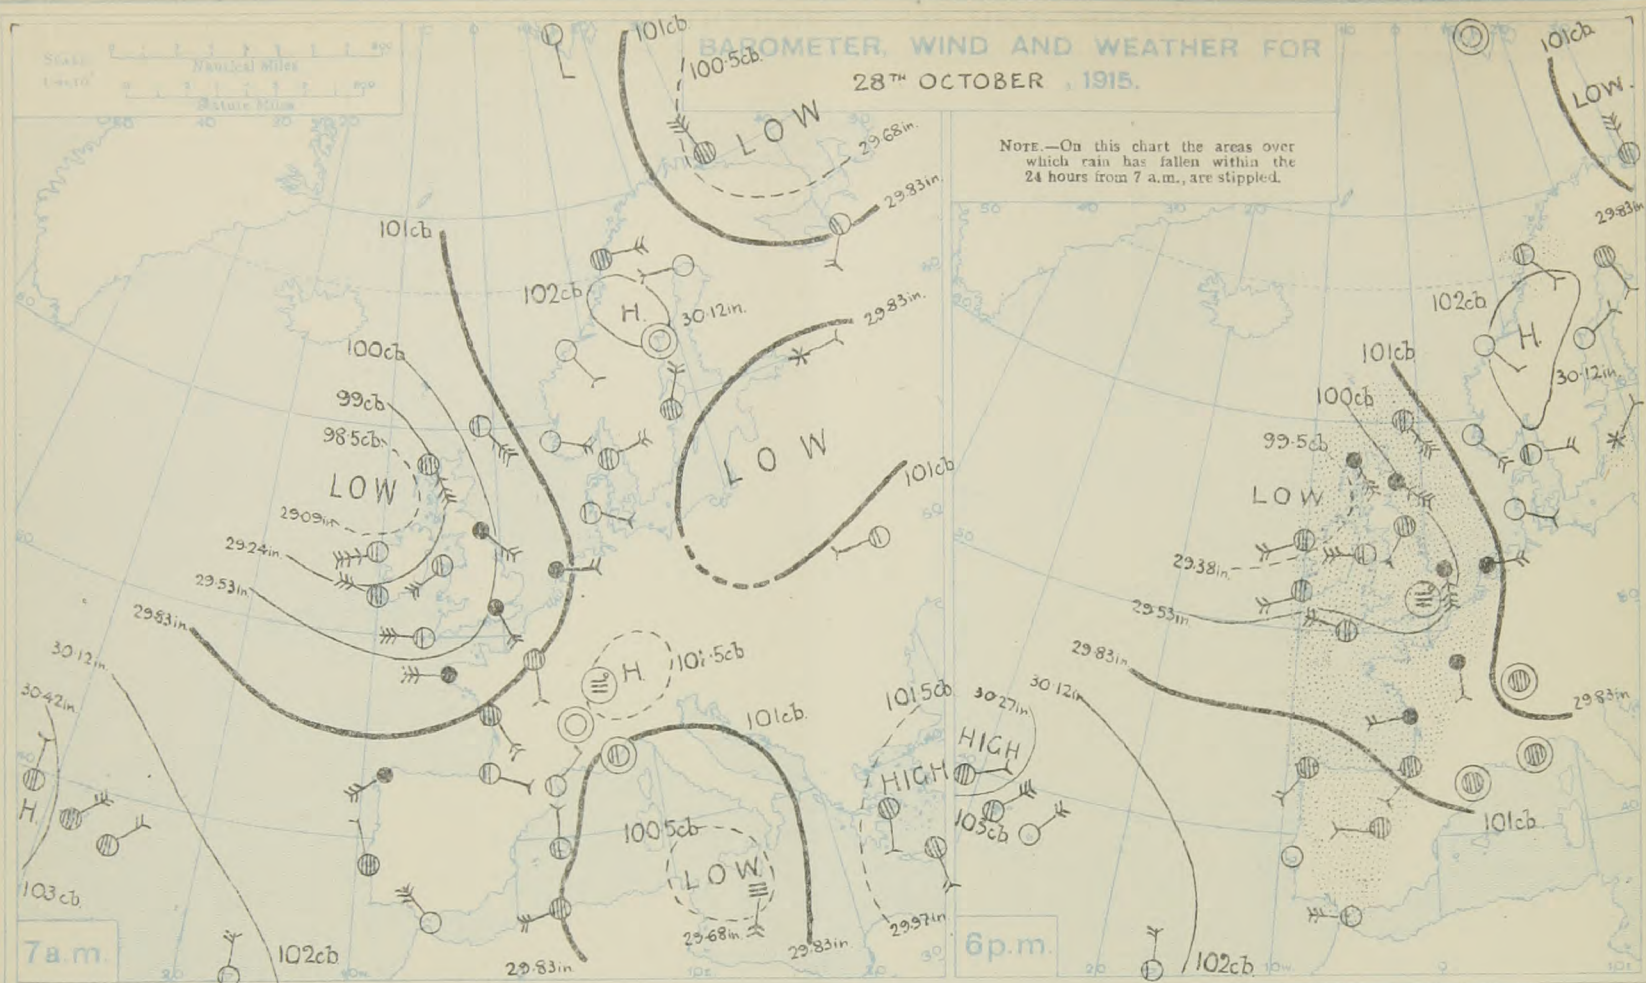 BAROMETER, WIND AND WEATHER FOR
28TH OCTOBER , 1915.
NOTE.—On this chart the areas over
which rain has fallen within the
24 hours from 7 a.m., are stippled.
Nautical Miles
Statute Miles
101cb
100·5cb.
LOW
29·68in.
29·83in.
101cb
102cb
H.
30·12in.
29·83in.
100cb
99cb
98·5cb
LOW
29·09in
29·24in.
29·53in
29·83in
30·12in.
30·42in.
H
103cb.
LOW
101cb
H.
101·5cb
101cb.
100·5cb
LOW
29·68in.
29·83in.
29·83in.
102cb
101·5cb
HIGH
29·97in
7a.m.
101cb
LOW.
29·83in.
102cb
H.
30·12in.
101cb
100cb
99·5cb
LOW
29·38in.
29·53in
29·83in
30·12in
30·27in
HIGH
103cb
29·83in.
101cb.
102cb
6p.m.